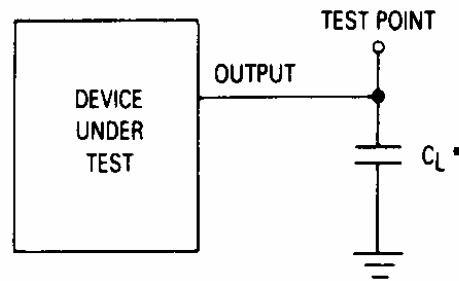 TEST POINT
OUTPUT
DEVICE
UNDER
TEST
CL*